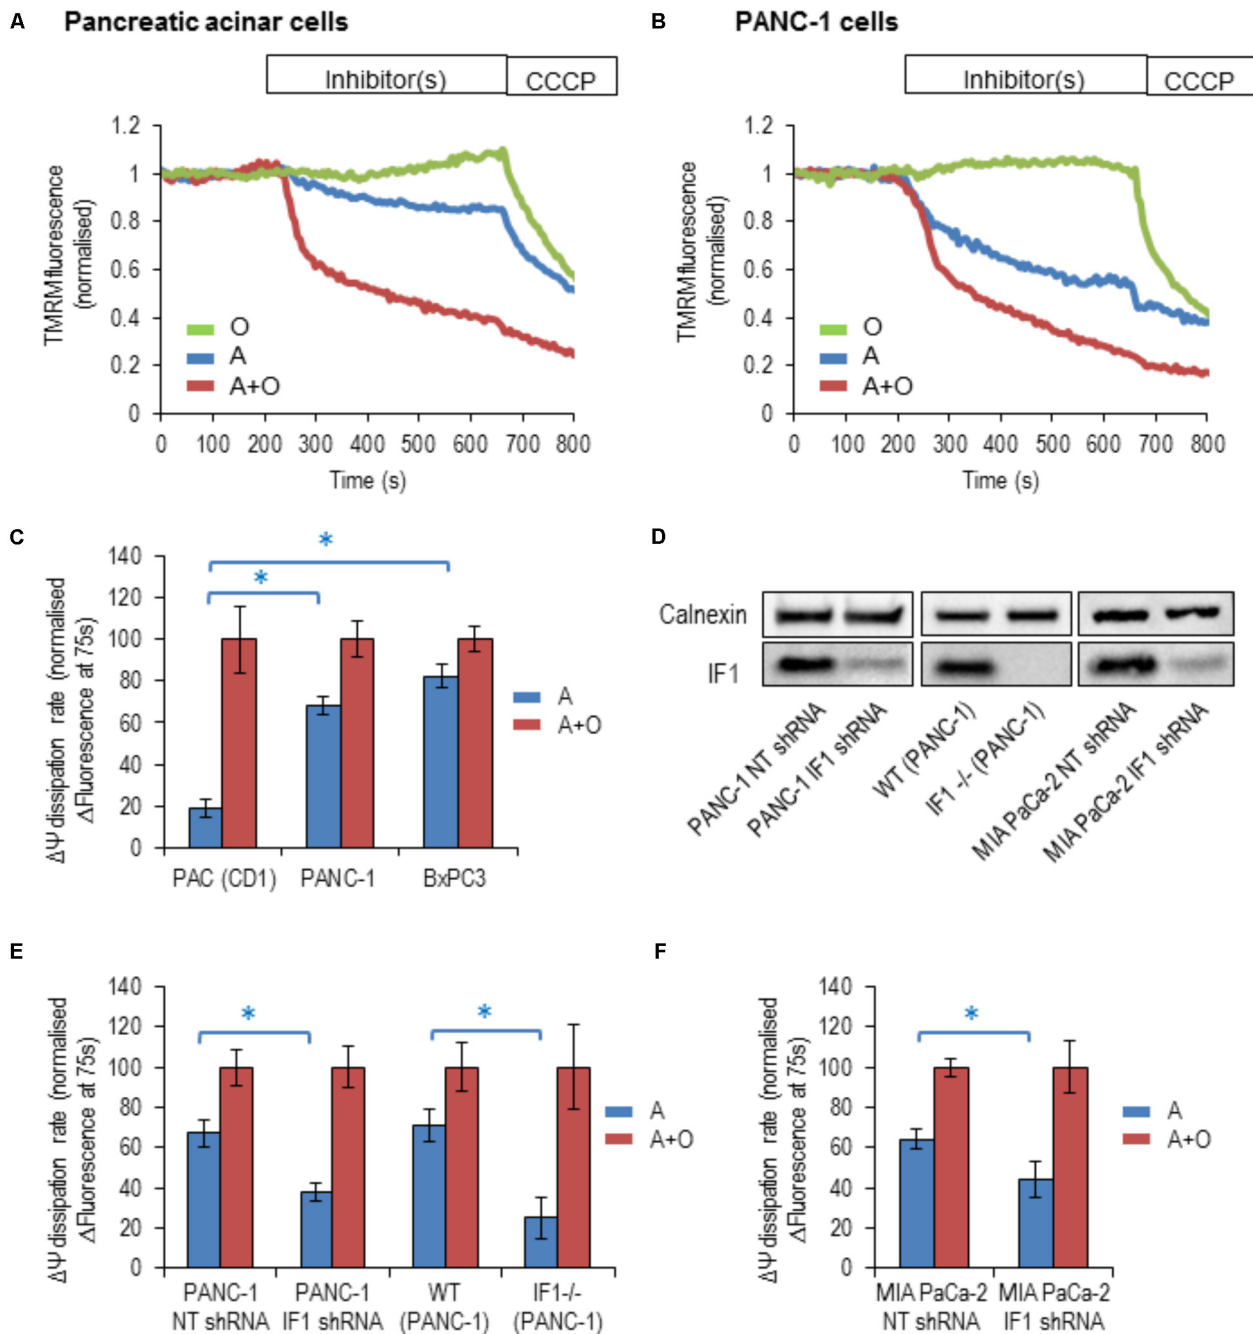 A Pancreatic acinar cells
Inhibitor(s) CCCP
TMRM fluorescence
(normalised)
1.2
1
0.8
0.6
0.4
0.2
0
O
A
A+O
0 100 200 300 400 500 600 700 800
Time (s)
B PANC-1 cells
Inhibitor(s) CCCP
TMRM fluorescence
(normalised)
1.2
1
0.8
0.6
0.4
0.2
0
O
A
A+O
0 100 200 300 400 500 600 700 800
Time (s)
C
ΔΨ dissipation rate (normalised
ΔFluorescence at 75s)
140
120
100
80
60
40
20
0
*
*
A
A+O
PAC (CD1) PANC-1 BxPC3
D
Calnexin
IF1
PANC-1 NT shRNA
PANC-1 IF1 shRNA
WT (PANC-1)
IF1 -/- (PANC-1)
MIA PaCa-2 NT shRNA
MIA PaCa-2 IF1 shRNA
E
ΔΨ dissipation rate (normalised
ΔFluorescence at 75s)
140
120
100
80
60
40
20
0
*
*
A
A+O
PANC-1 PANC-1 WT IF1-/-
NT shRNA IF1 shRNA (PANC-1) (PANC-1)
F
ΔΨ dissipation rate (normalised
ΔFluorescence at 75s)
140
120
100
80
60
40
20
0
*
A
A+O
MIA PaCa-2 MIA PaCa-2
NT shRNA IF1 shRNA